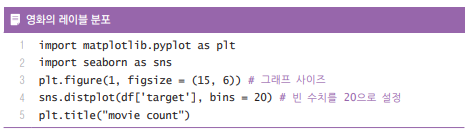 영화의 레이블 분포
1 import matplotlib.pyplot as plt
2 import seaborn as sns
3 plt.figure(1, figsize = (15, 6)) # 그래프 사이즈
4 sns.distplot(df['target'], bins = 20) # 빈 수치를 20으로 설정
5 plt.title("movie count")